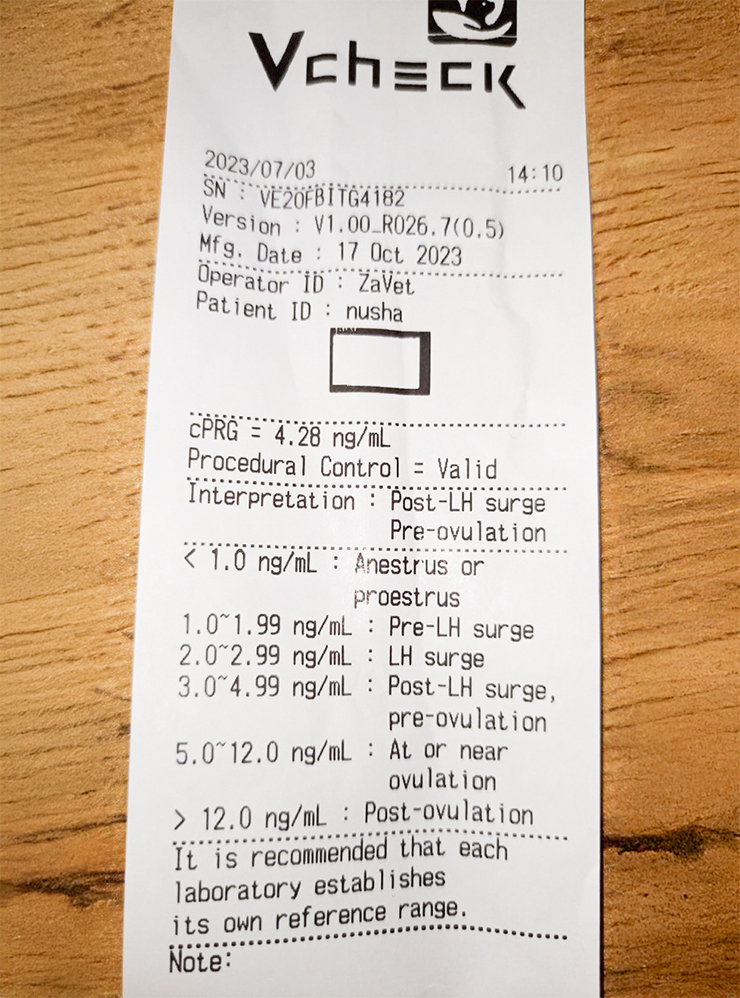 Vcheck
2023/07/03 14:10
SN : VE20FBITG4182
Version : V1.00_R026.7(0.5)
Mfg. Date : 17 Oct 2023
Operator ID : ZaVet
Patient ID : nusha
cPRG = 4.28 ng/mL
Procedural Control = Valid
Interpretation : Post-LH surge
Pre-ovulation
< 1.0 ng/mL : Anestrus or
proestrus
1.0~1.99 ng/mL : Pre-LH surge
2.0~2.99 ng/mL : LH surge
3.0~4.99 ng/mL : Post-LH surge,
pre-ovulation
5.0~12.0 ng/mL : At or near
ovulation
> 12.0 ng/mL : Post-ovulation
It is recommended that each
laboratory establishes
its own reference range.
Note: